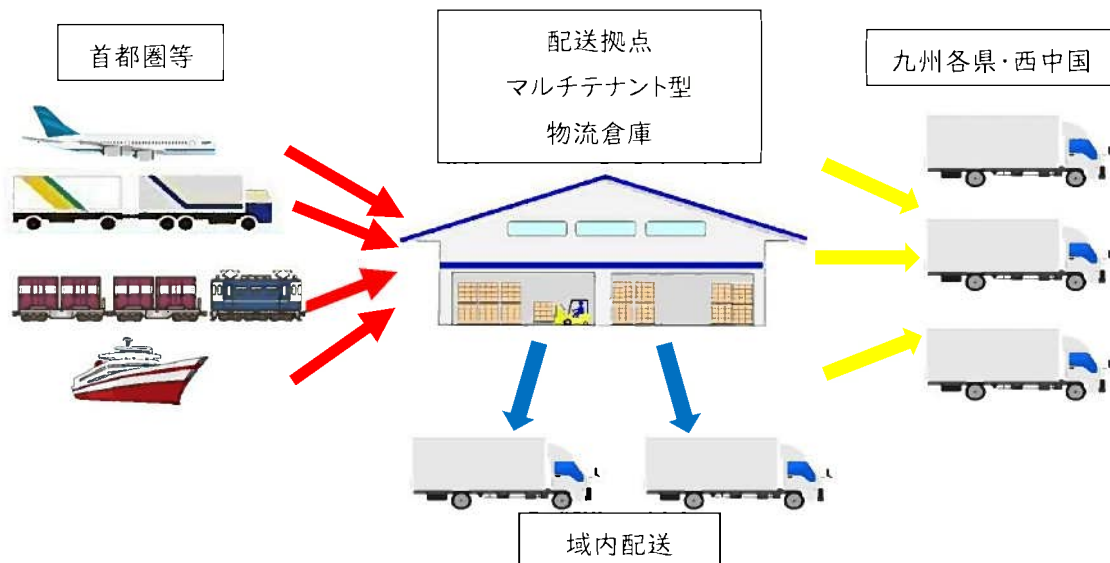 首都圏等
配送拠点
マルチテナント型
物流倉庫
九州各県・西中国
域内配送